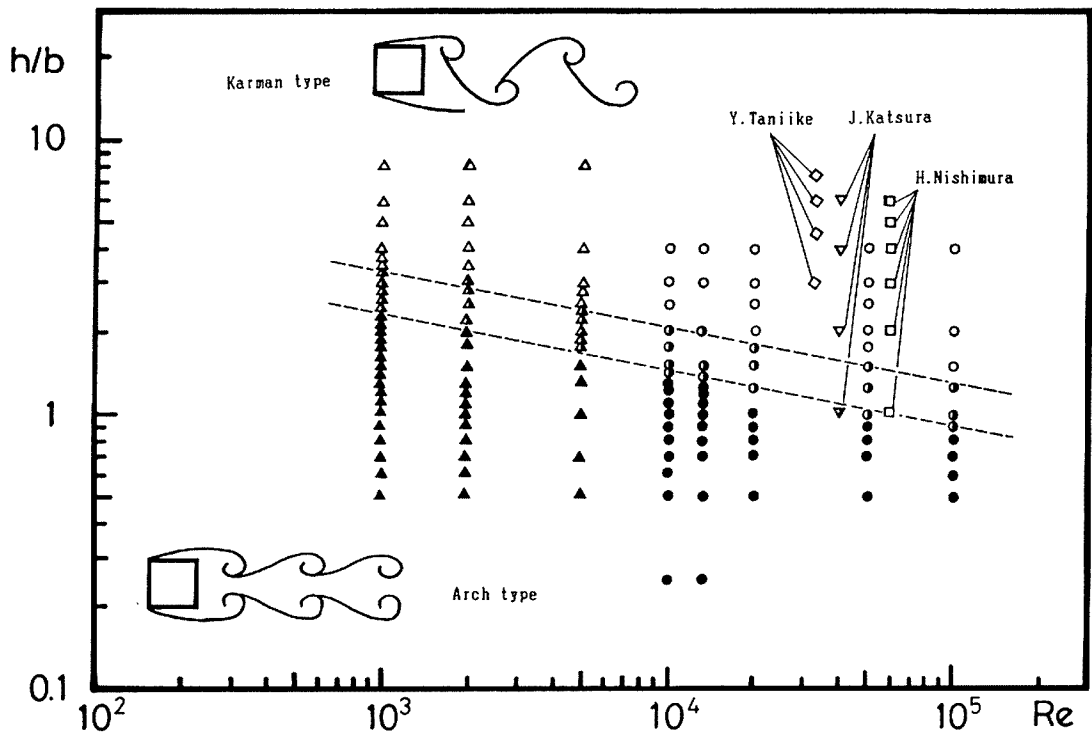 h/b
Karman type
Y.Taniike
J.Katsura
10
H.Nishimura
1
Arch type
0.1
10²
10³
10⁴
10⁵
Re